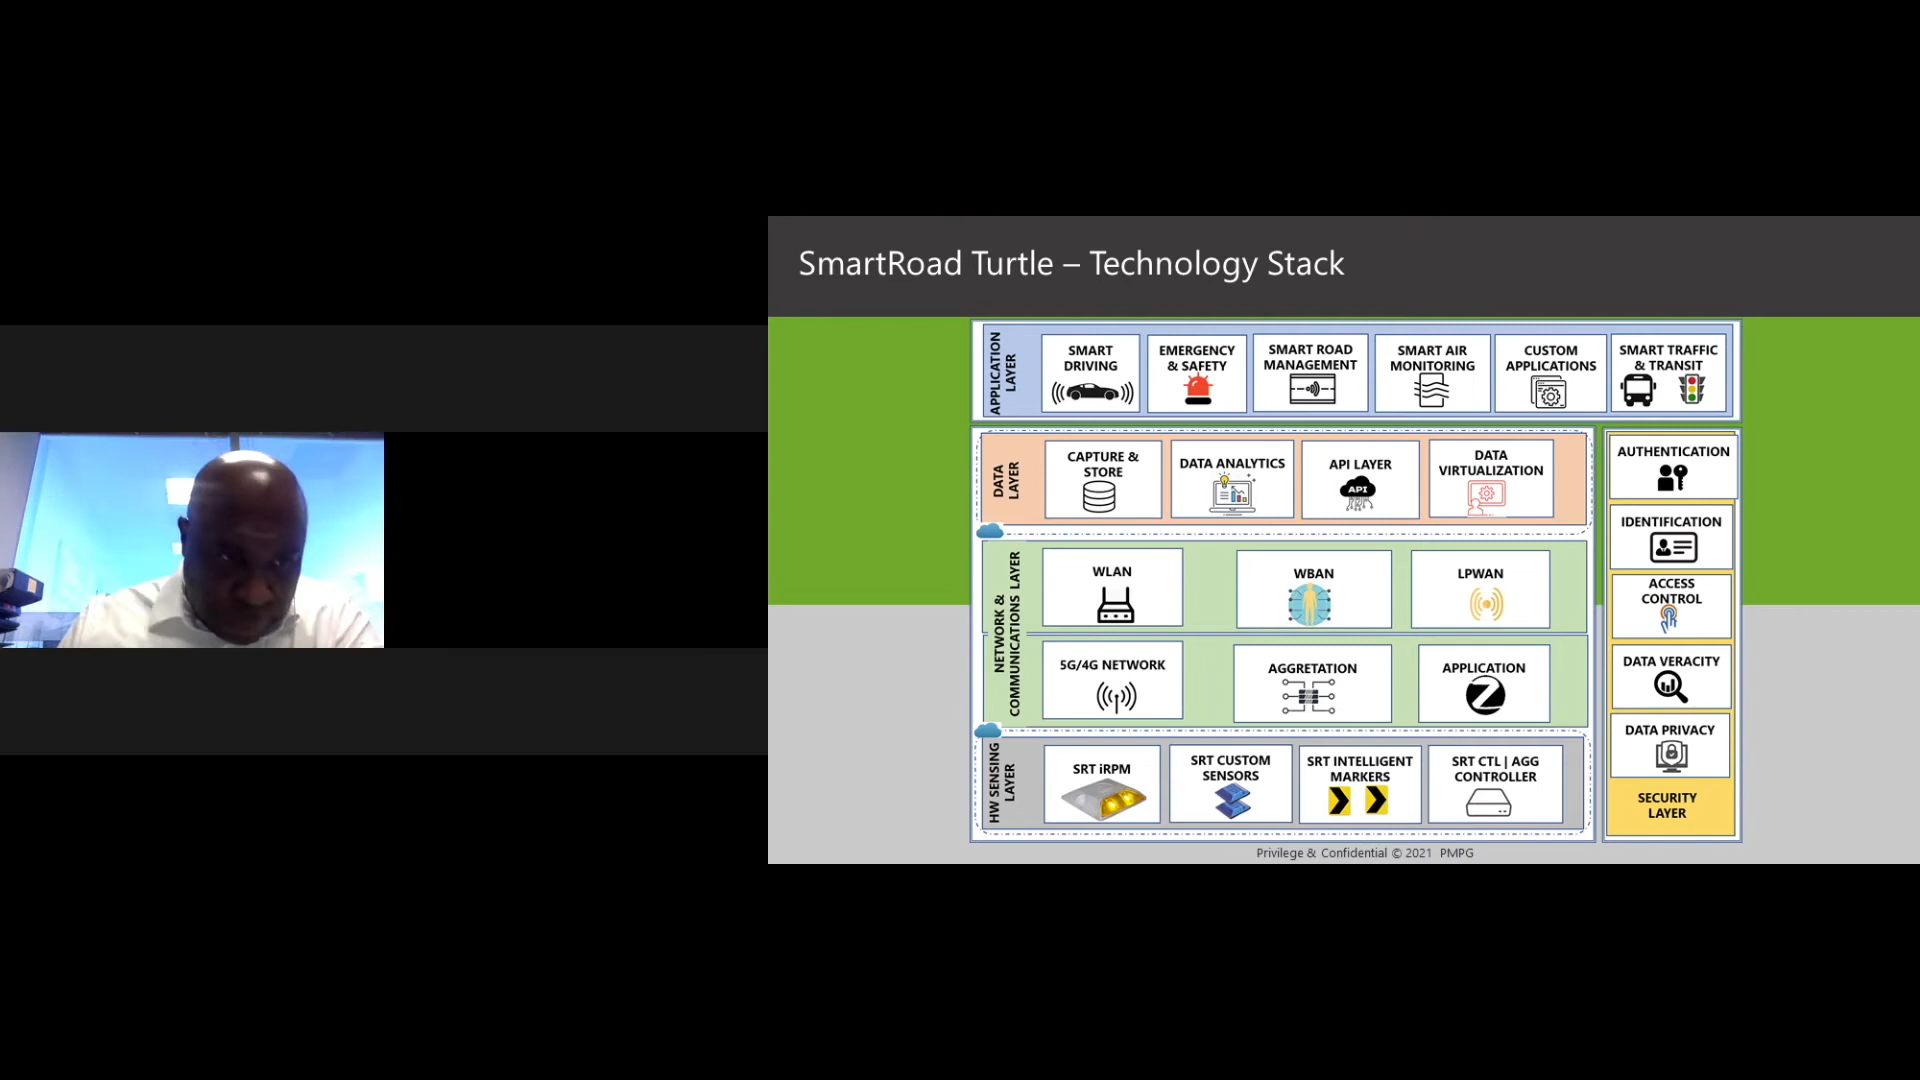 SmartRoad Turtle – Technology Stack
APPLICATION
LAYER
SMART
DRIVING
EMERGENCY
& SAFETY
SMART ROAD
MANAGEMENT
SMART AIR
MONITORING
CUSTOM
APPLICATIONS
SMART TRAFFIC
& TRANSIT
DATA
LAYER
CAPTURE &
STORE
DATA ANALYTICS
API LAYER
API
DATA
VIRTUALIZATION
NETWORK &
COMMUNICATIONS LAYER
WLAN
WBAN
LPWAN
5G/4G NETWORK
AGGRETATION
APPLICATION
HW SENSING
LAYER
SRT iRPM
SRT CUSTOM
SENSORS
SRT INTELLIGENT
MARKERS
SRT CTL | AGG
CONTROLLER
AUTHENTICATION
IDENTIFICATION
ACCESS
CONTROL
DATA VERACITY
DATA PRIVACY
SECURITY
LAYER
Privilege & Confidential © 2021 PMPG